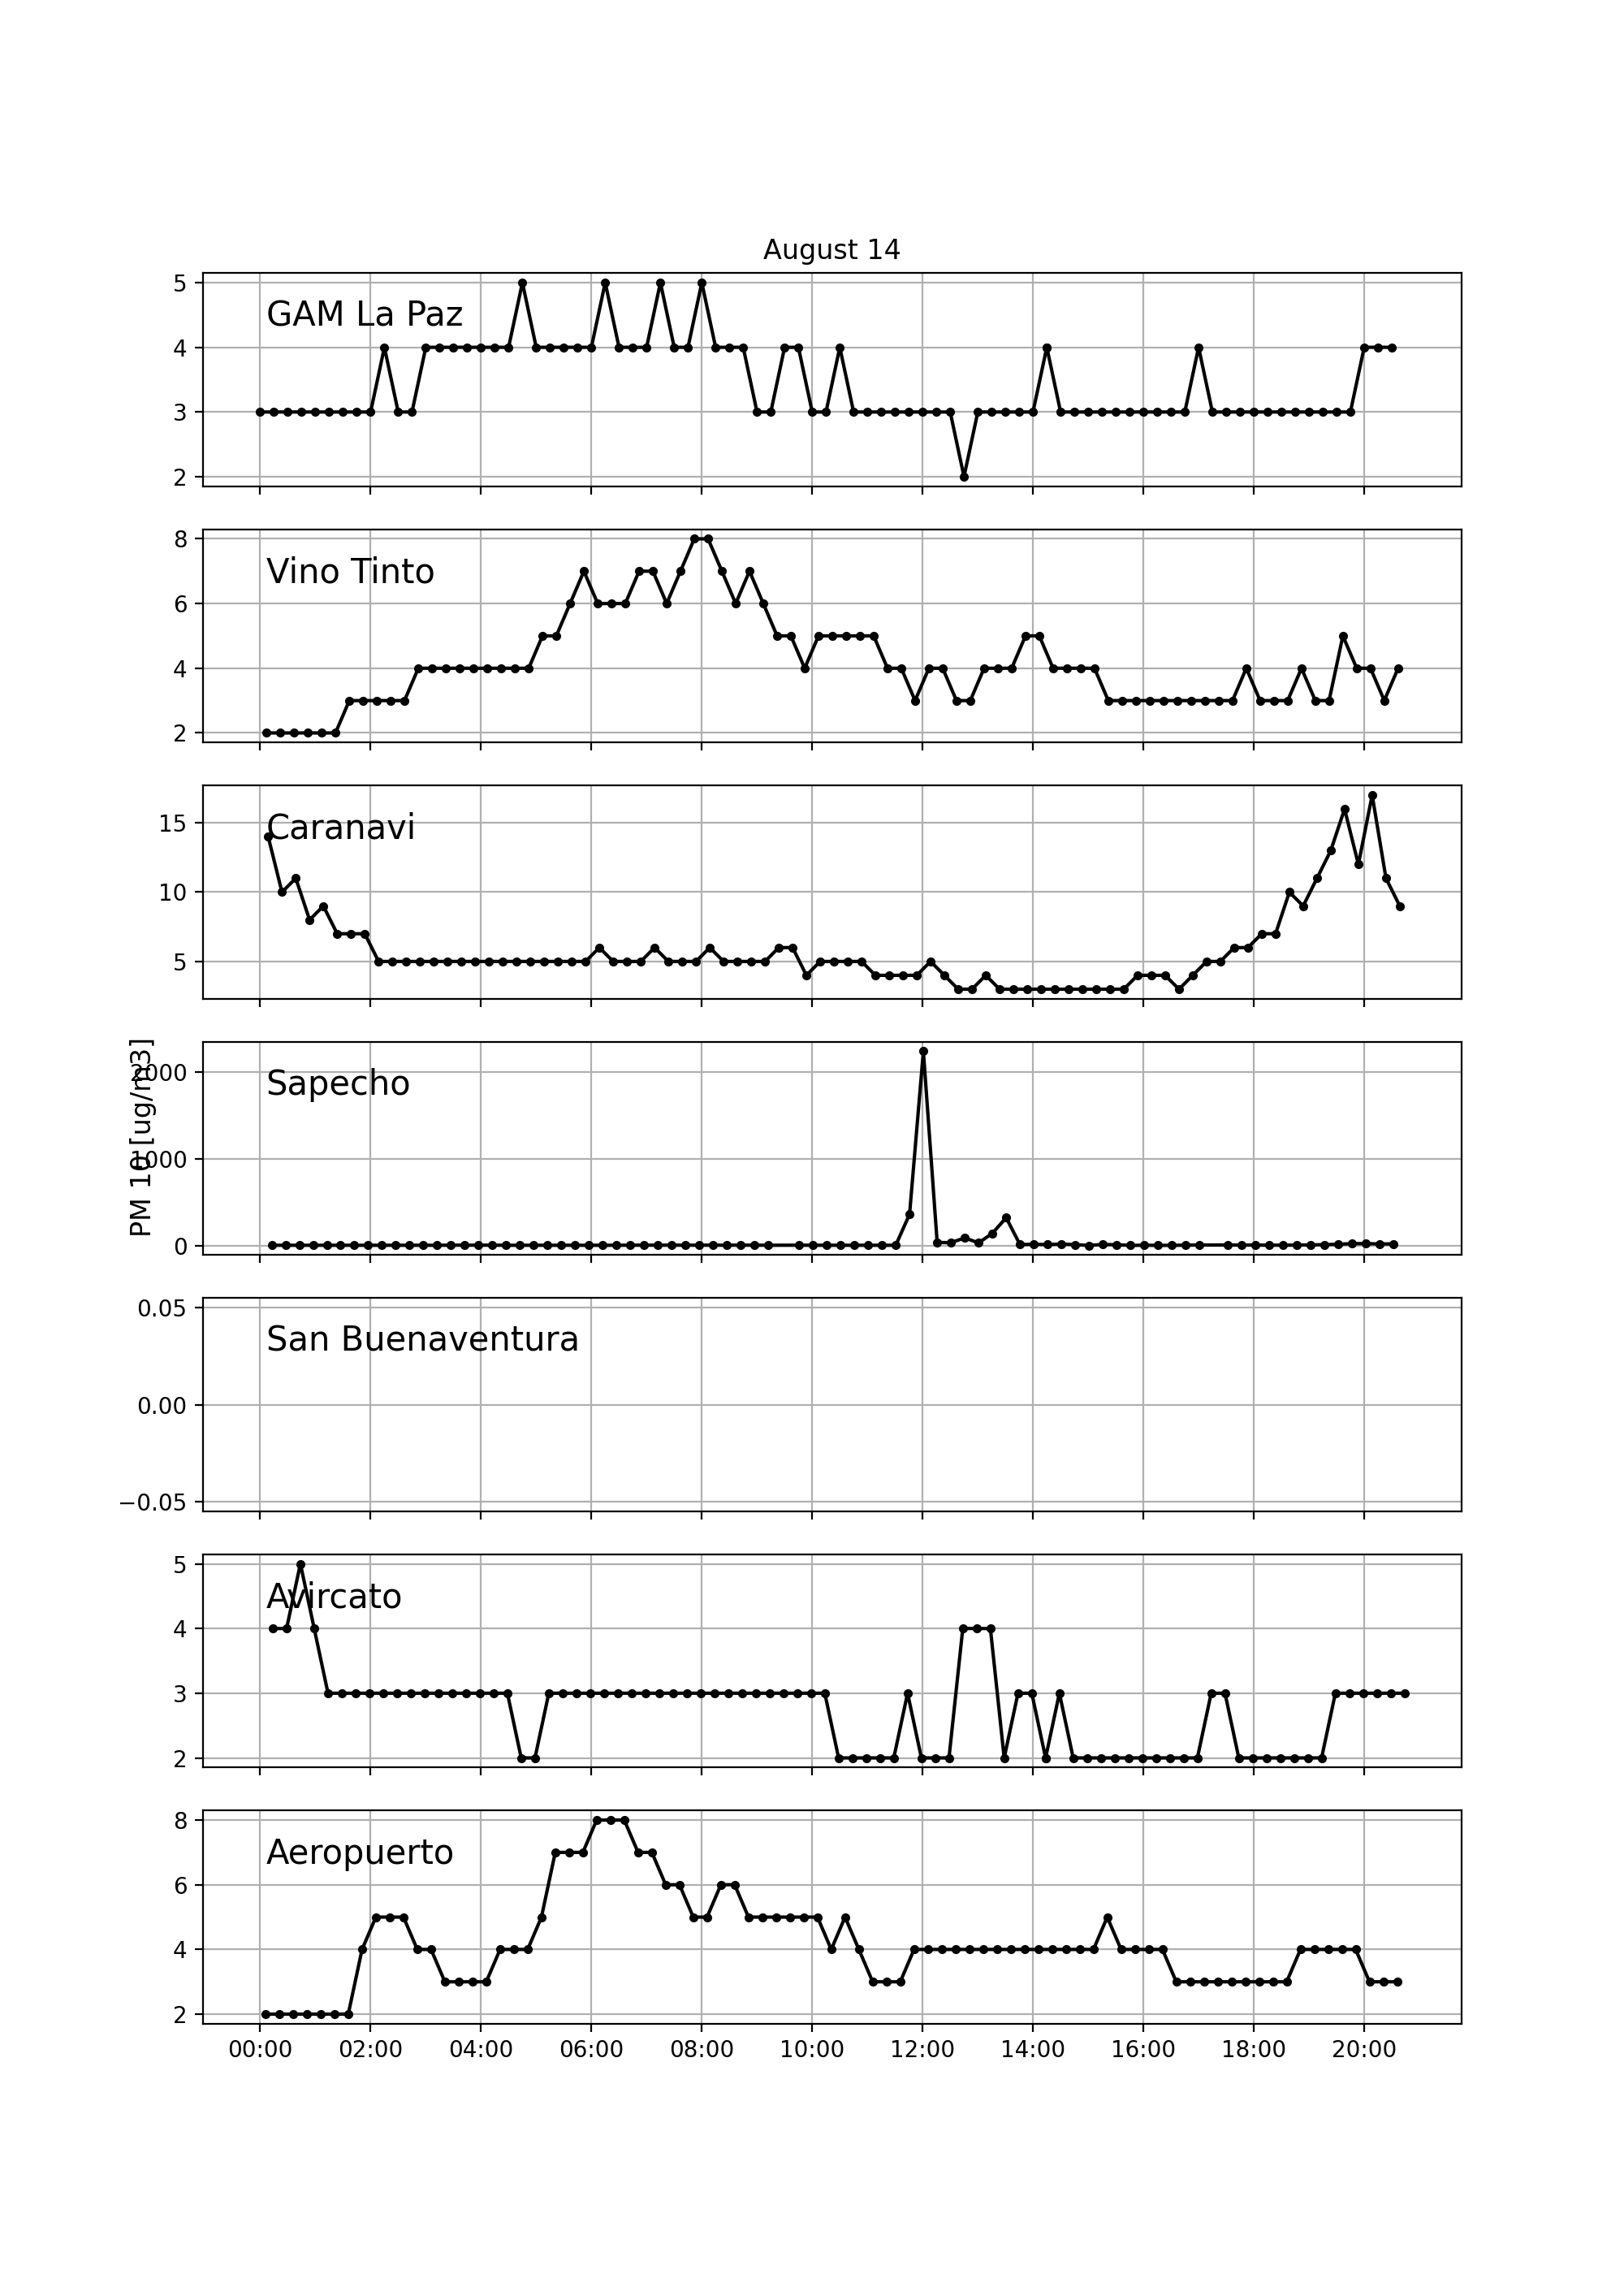 August 14
5
GAM La Paz
4
3
2
8
Vino Tinto
6
4
2
15
Caranavi
10
5
PM 10 [ug/m3]
2000
Sapecho
1000
0
0.05
San Buenaventura
0.00
−0.05
5
Avircato
4
3
2
8
Aeropuerto
6
4
2
00:00 02:00 04:00 06:00 08:00 10:00 12:00 14:00 16:00 18:00 20:00